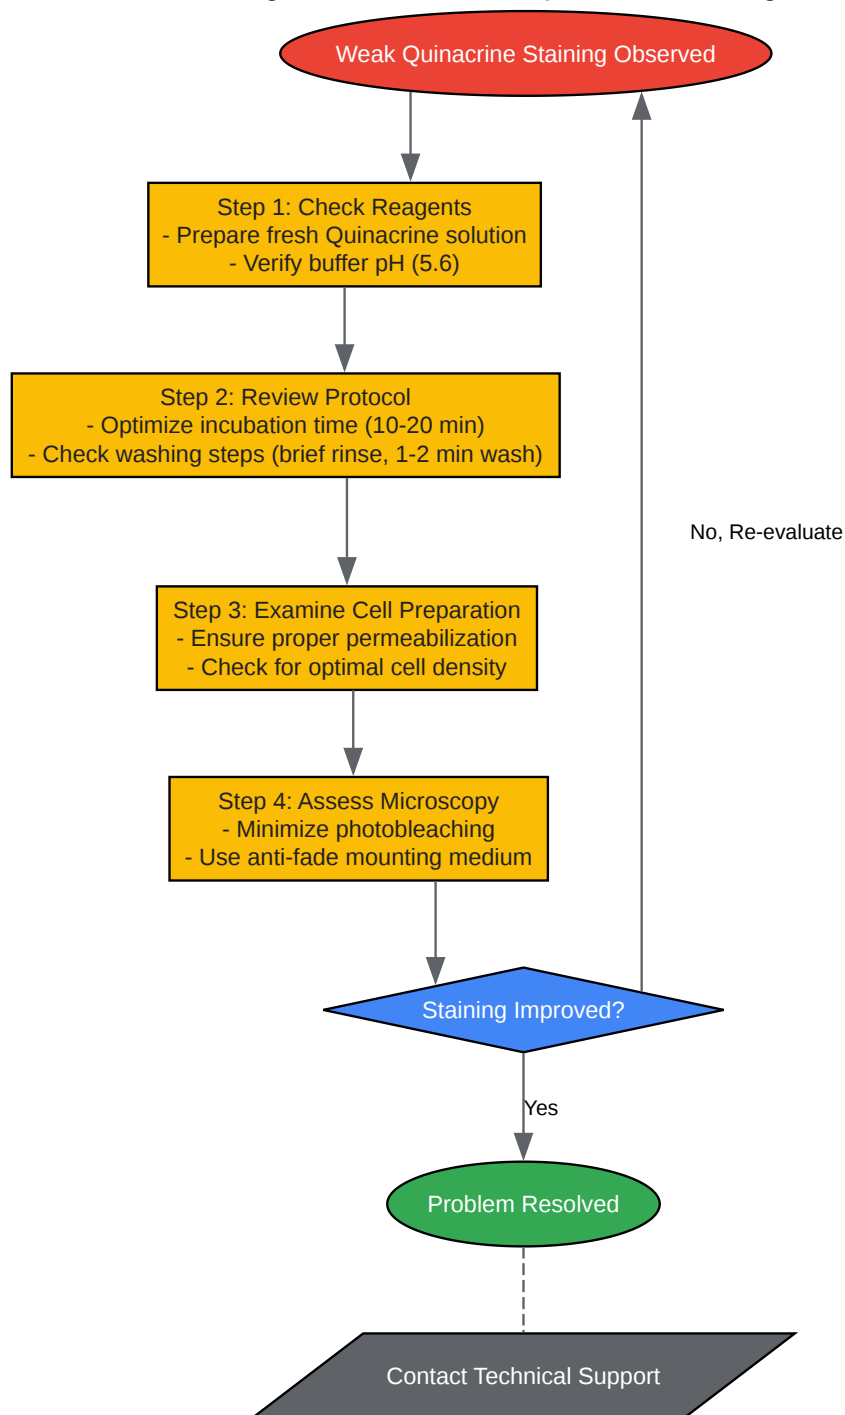 Weak Quinacrine Staining Observed
Step 1: Check Reagents
- Prepare fresh Quinacrine solution
- Verify buffer pH (5.6)
Step 2: Review Protocol
- Optimize incubation time (10-20 min)
- Check washing steps (brief rinse, 1-2 min wash)
No, Re-evaluate
Step 3: Examine Cell Preparation
- Ensure proper permeabilization
- Check for optimal cell density
Step 4: Assess Microscopy
- Minimize photobleaching
- Use anti-fade mounting medium
Staining Improved?
Yes
Problem Resolved
Contact Technical Support